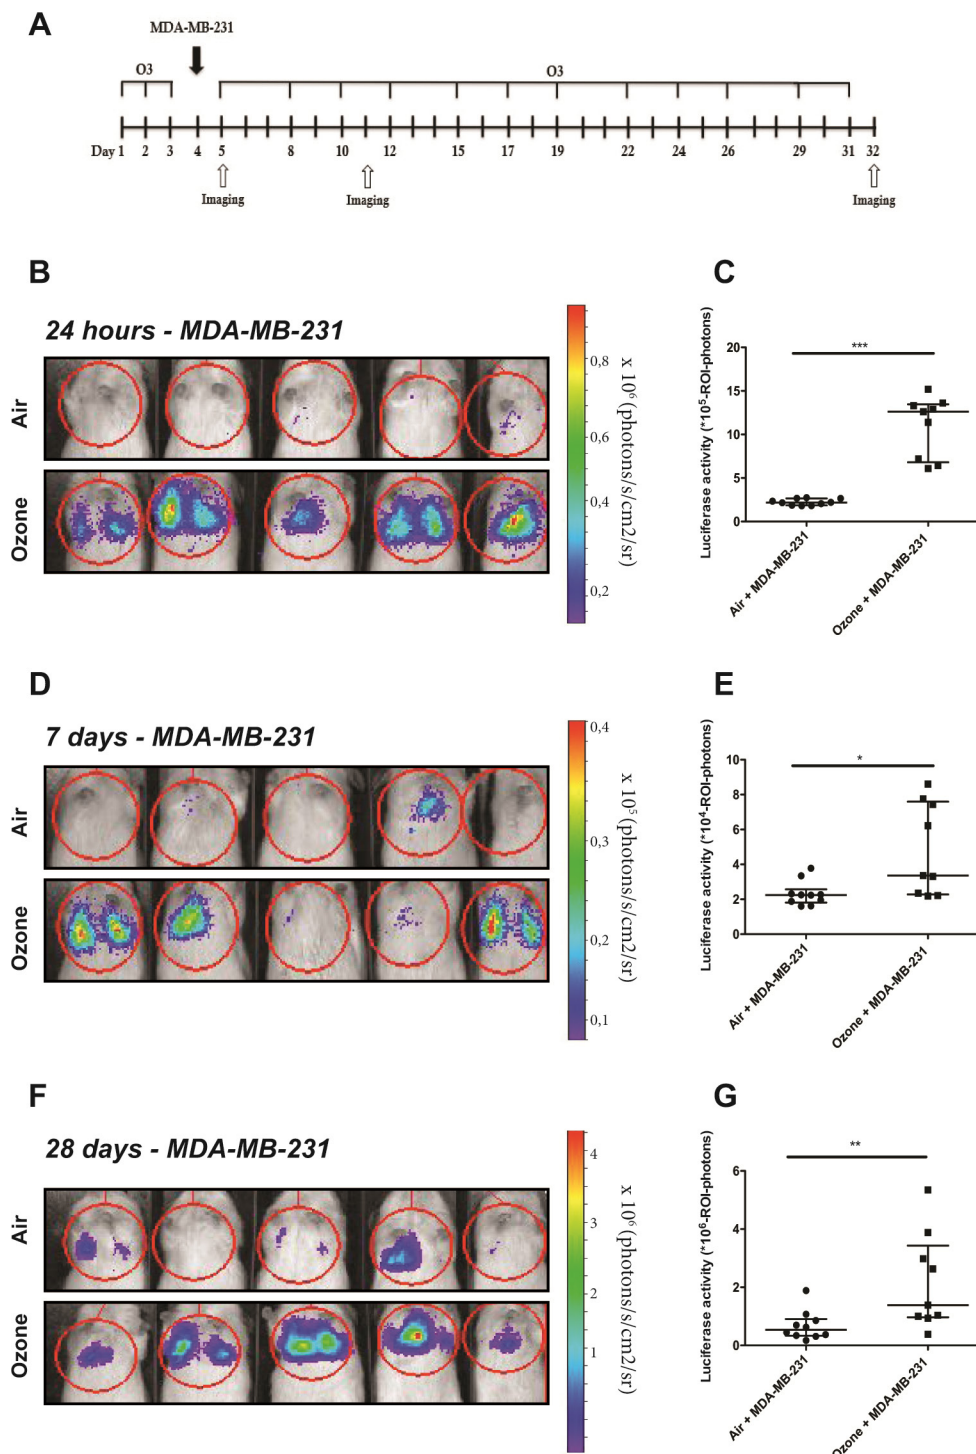 A
MDA-MB-231
O3
O3
Day 1 2 3 4 5 8 10 12 15 17 19 22 24 26 29 31 32
Imaging Imaging Imaging
B
24 hours - MDA-MB-231
Air
Ozone
0,8
0,6
0,4
0,2
x 10⁶ (photons/s/cm2/sr)
C
Luciferase activity (*10⁵-ROI-photons)
20
15
10
5
0
***
Air + MDA-MB-231
Ozone + MDA-MB-231
D
7 days - MDA-MB-231
Air
Ozone
0,4
0,3
0,2
0,1
x 10⁵ (photons/s/cm2/sr)
E
Luciferase activity (*10⁴-ROI-photons)
10
8
6
4
2
0
*
Air + MDA-MB-231
Ozone + MDA-MB-231
F
28 days - MDA-MB-231
Air
Ozone
4
3
2
1
x 10⁶ (photons/s/cm2/sr)
G
Luciferase activity (*10⁶-ROI-photons)
6
4
2
0
**
Air + MDA-MB-231
Ozone + MDA-MB-231